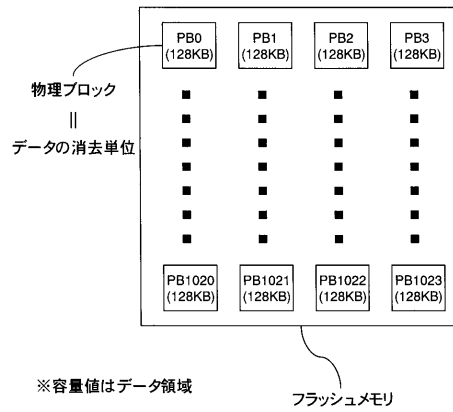 PB0
(128KB)
PB1
(128KB)
PB2
(128KB)
PB3
(128KB)
物理ブロック
||
データの消去単位
PB1020
(128KB)
PB1021
(128KB)
PB1022
(128KB)
PB1023
(128KB)
※容量値はデータ領域
フラッシュメモリ